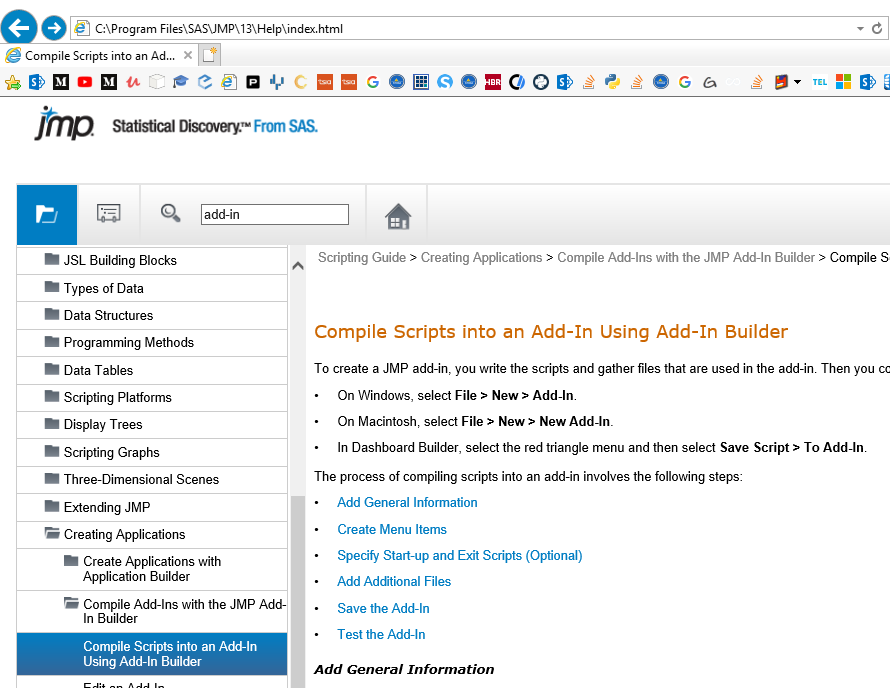 C:\Program Files\SAS\JMP\13\Help\index.html
Compile Scripts into an Ad...
M
M
P
tsa
tsa
G
HBR
G
TEL
jmp. Statistical Discovery.™ From SAS.
add-in
JSL Building Blocks
Types of Data
Data Structures
Programming Methods
Data Tables
Scripting Platforms
Display Trees
Scripting Graphs
Three-Dimensional Scenes
Extending JMP
Creating Applications
Create Applications with
Application Builder
Compile Add-Ins with the JMP Add-
In Builder
Compile Scripts into an Add-In
Using Add-In Builder
Edit an Add-In
Scripting Guide > Creating Applications > Compile Add-Ins with the JMP Add-In Builder > Compile S
Compile Scripts into an Add-In Using Add-In Builder
To create a JMP add-in, you write the scripts and gather files that are used in the add-in. Then you co
• On Windows, select File > New > Add-In.
• On Macintosh, select File > New > New Add-In.
• In Dashboard Builder, select the red triangle menu and then select Save Script > To Add-In.
The process of compiling scripts into an add-in involves the following steps:
• Add General Information
• Create Menu Items
• Specify Start-up and Exit Scripts (Optional)
• Add Additional Files
• Save the Add-In
• Test the Add-In
Add General Information